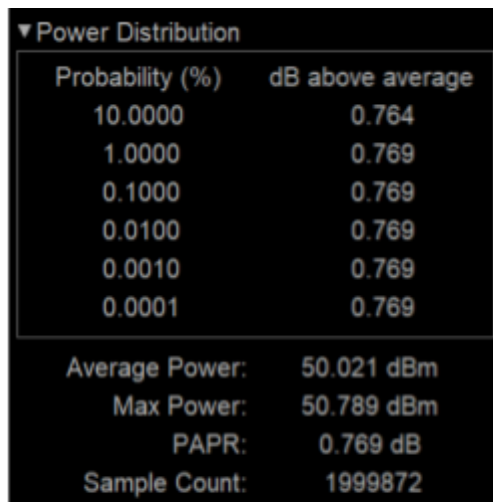 ▼Power Distribution
Probability (%) dB above average
10.0000 0.764
1.0000 0.769
0.1000 0.769
0.0100 0.769
0.0010 0.769
0.0001 0.769
Average Power: 50.021 dBm
Max Power: 50.789 dBm
PAPR: 0.769 dB
Sample Count: 1999872